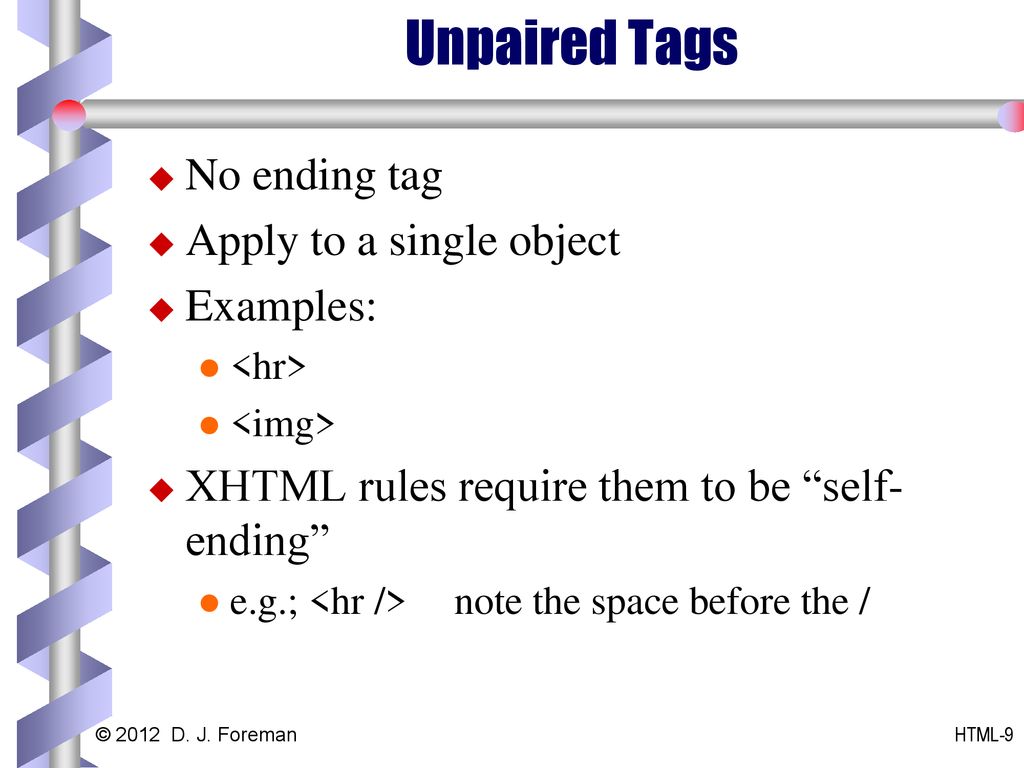 Unpaired Tags
No ending tag
Apply to a single object
Examples:
<hr>
<img>
XHTML rules require them to be “self-
ending”
e.g.; <hr /> note the space before the /
© 2012 D. J. Foreman
HTML-9